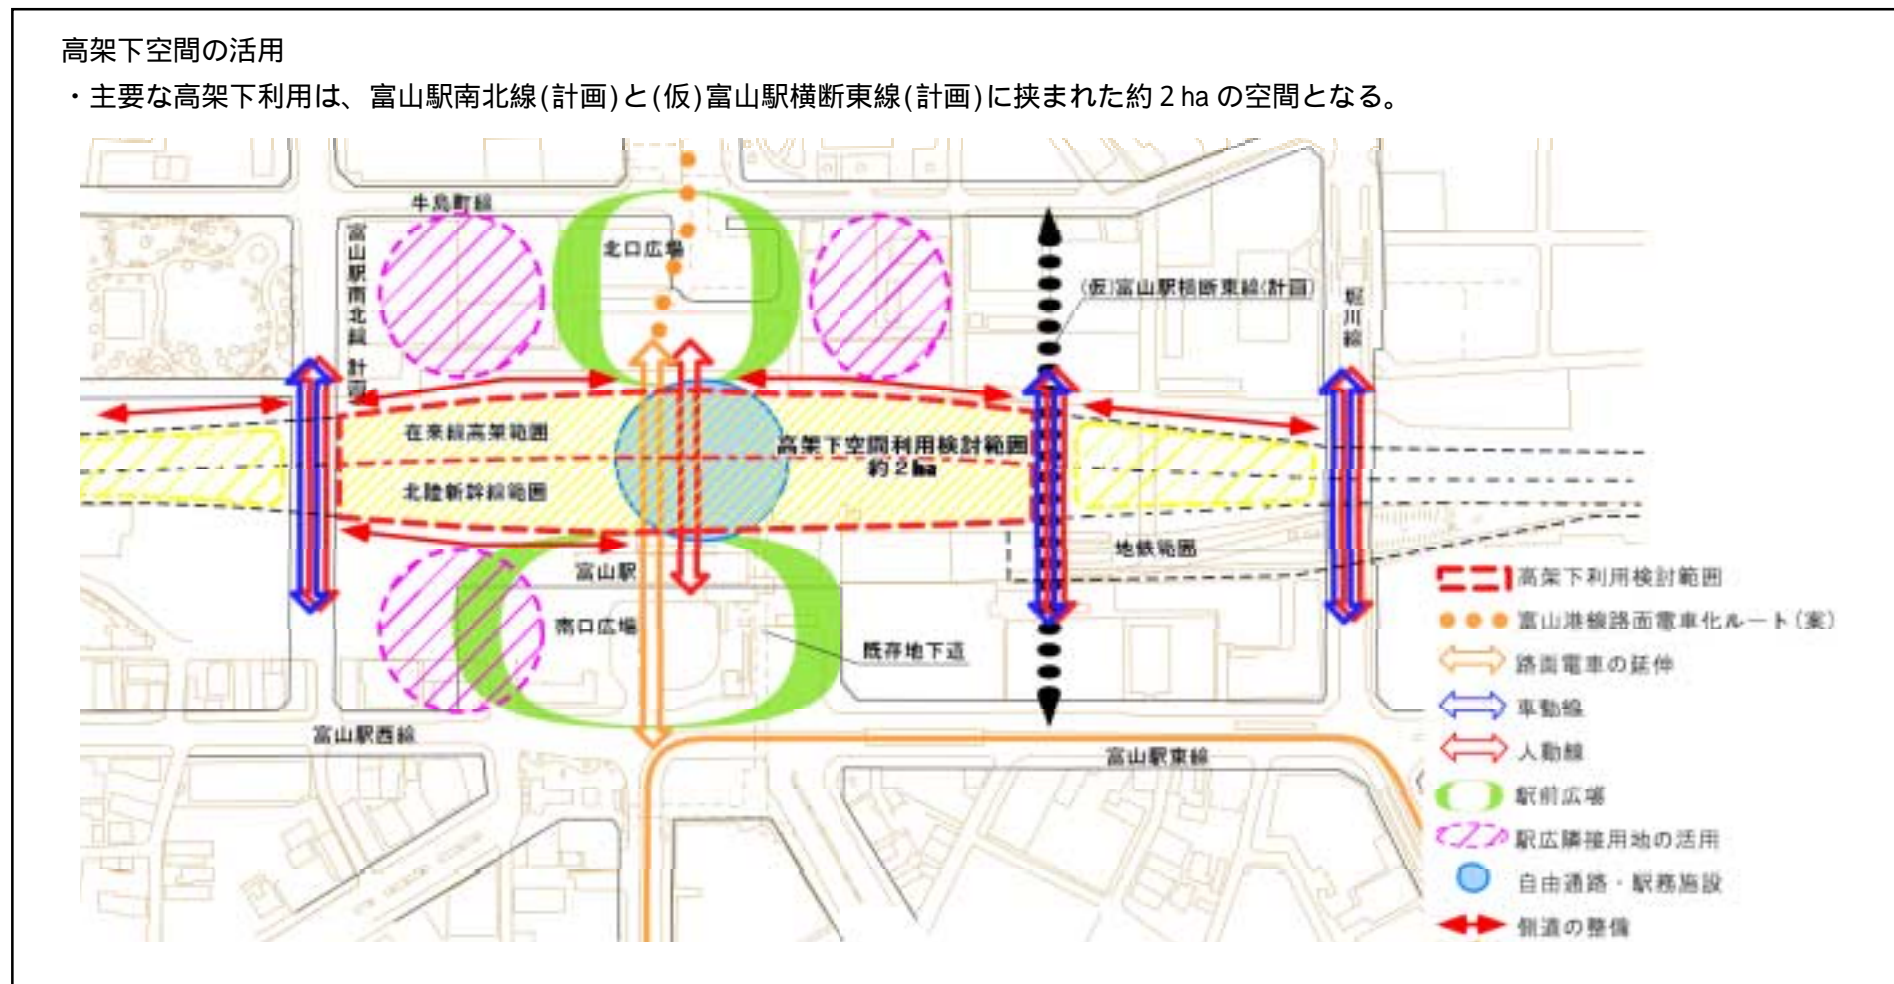 高架下空間の活用
・主要な高架下利用は、富山駅南北線(計画)と(仮)富山駅横断東線(計画)に挟まれた約2haの空間となる。
牛島町線
富山駅南北線 計画
北口広場
(仮)富山駅横断東線(計画)
堀川線
在来線高架範囲
高架下空間利用検討範囲
約2ha
北陸新幹線範囲
地鉄範囲
富山駅
南口広場
既存地下道
富山駅西線
富山駅東線
高架下利用検討範囲
富山港線路面電車化ルート(案)
路面電車の延伸
車動線
人動線
駅前広場
駅広隣接用地の活用
自由通路・駅務施設
側道の整備